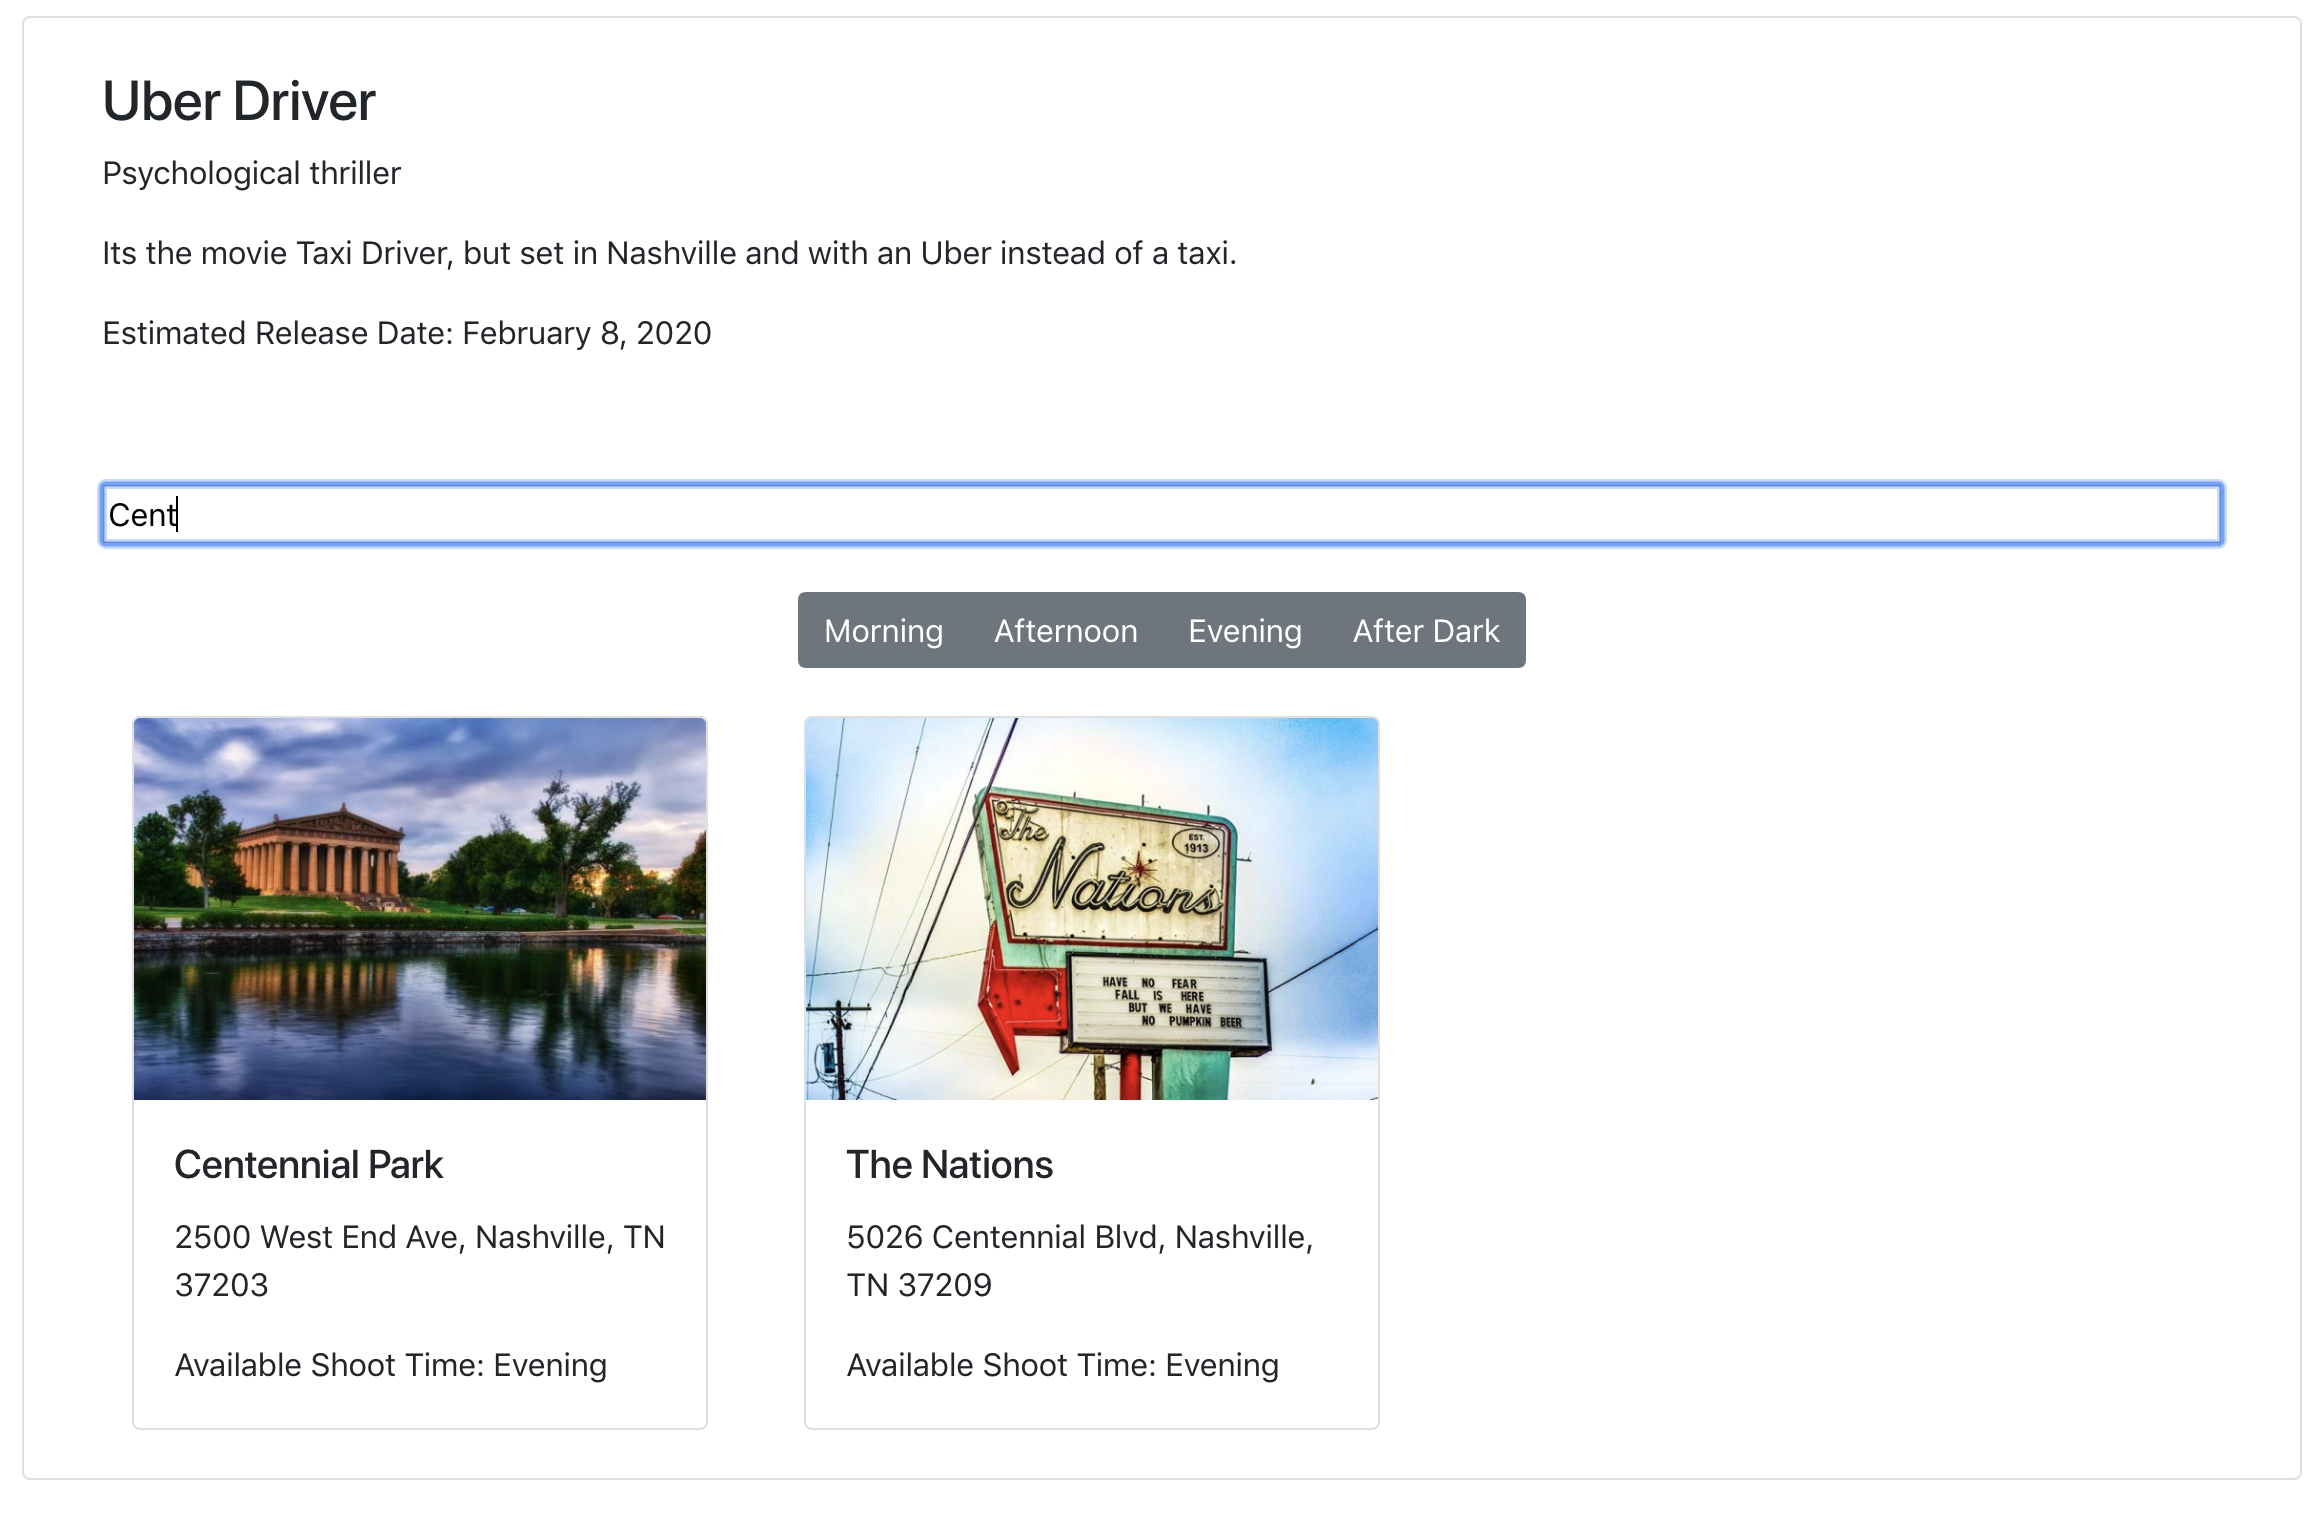 Uber Driver
Psychological thriller
Its the movie Taxi Driver, but set in Nashville and with an Uber instead of a taxi.
Estimated Release Date: February 8, 2020
Cent
Morning Afternoon Evening After Dark
The
EST.
1913
Nations
HAVE NO FEAR
FALL IS HERE
BUT WE HAVE
NO PUMPKIN BEER
Centennial Park
2500 West End Ave, Nashville, TN
37203
Available Shoot Time: Evening
The Nations
5026 Centennial Blvd, Nashville,
TN 37209
Available Shoot Time: Evening